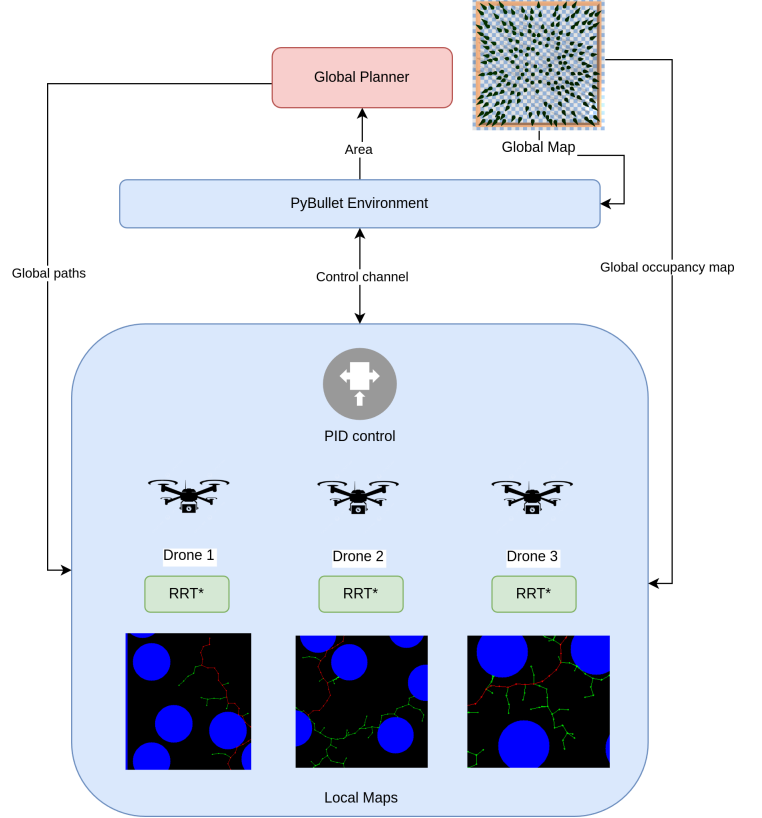 Global Planner
Area
Global Map
PyBullet Environment
Global paths
Control channel
Global occupancy map
PID control
Drone 1
Drone 2
Drone 3
RRT*
RRT*
RRT*
Local Maps